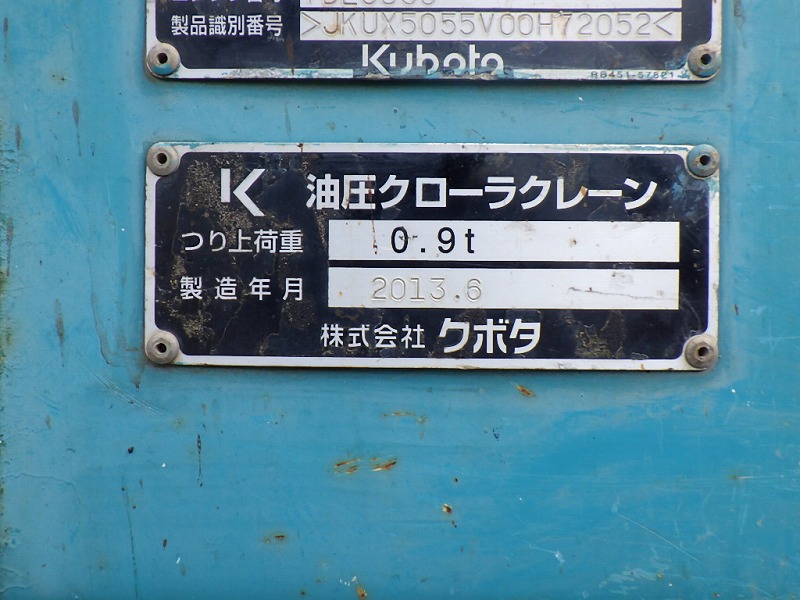 製品識別番号 >JKUX5055V00H72052<
Kubota
RB451-57821
油圧クローラクレーン
つり上荷重 0.9t
製造年月 2013.6
株式会社 クボタ